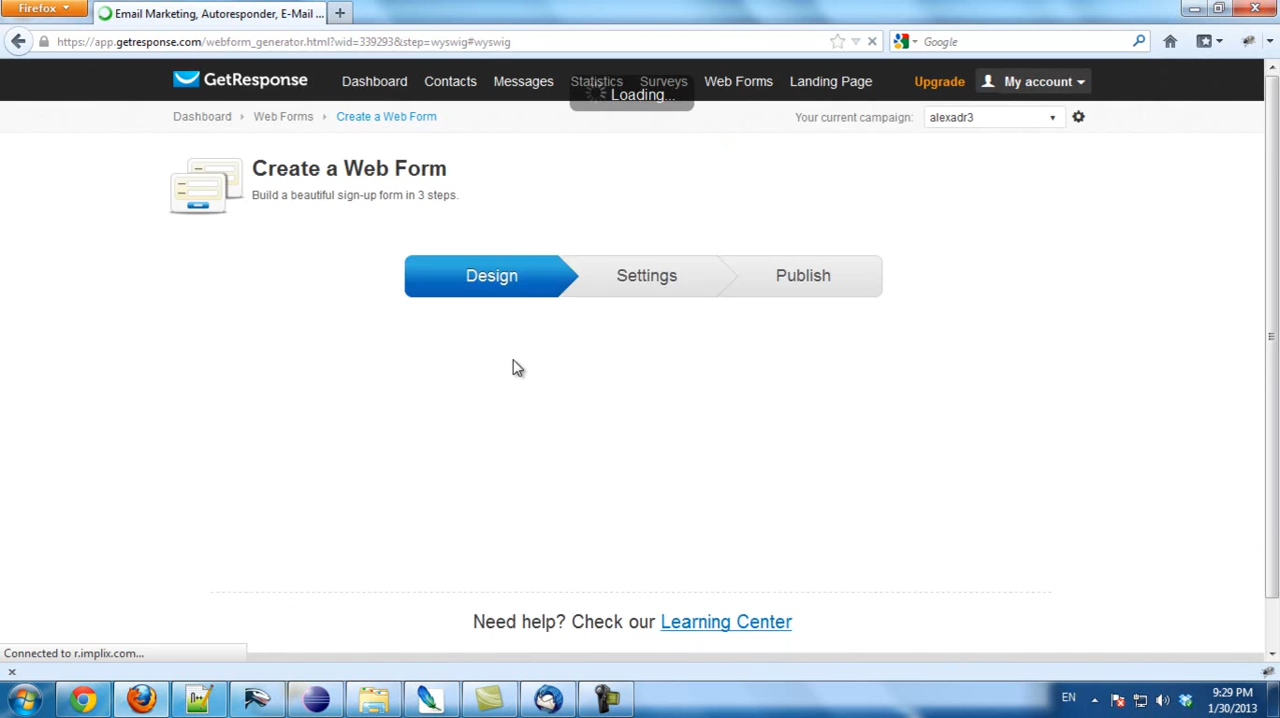 Firefox
Email Marketing, Autoresponder, E-Mail ...
https://app.getresponse.com/webform_generator.html?wid=339293&step=wyswig#wyswig
Google
GetResponse
Dashboard
Contacts
Messages
Statistics
Surveys
Web Forms
Landing Page
Upgrade
My account
Loading...
Dashboard
Web Forms
Create a Web Form
Your current campaign:
alexadr3
Create a Web Form
Build a beautiful sign-up form in 3 steps.
Design
Settings
Publish
Need help? Check our Learning Center
Connected to r.implix.com...
EN
9:29 PM
1/30/2013